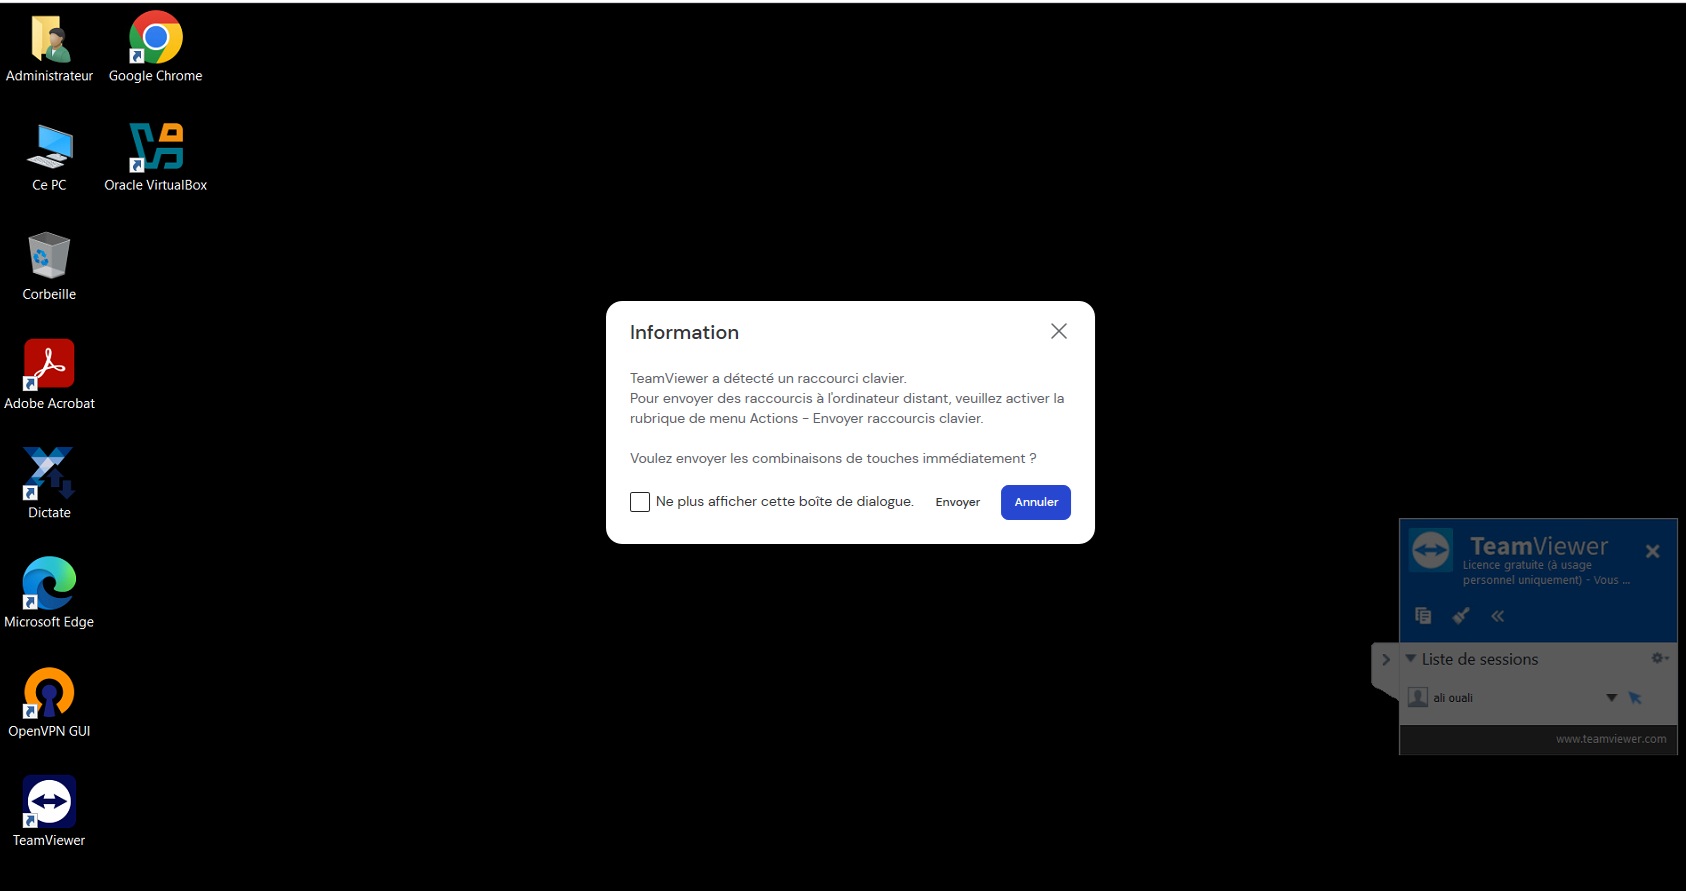 Administrateur
Google Chrome
Ce PC
Oracle VirtualBox
Corbeille
Adobe Acrobat
Dictate
Microsoft Edge
OpenVPN GUI
TeamViewer
Information
TeamViewer a détecté un raccourci clavier.
Pour envoyer des raccourcis à l'ordinateur distant, veuillez activer la
rubrique de menu Actions - Envoyer raccourcis clavier.
Voulez envoyer les combinaisons de touches immédiatement ?
Ne plus afficher cette boîte de dialogue.
Envoyer
Annuler
TeamViewer
Licence gratuite (à usage
personnel uniquement) - Vous ...
Liste de sessions
ali ouali
www.teamviewer.com